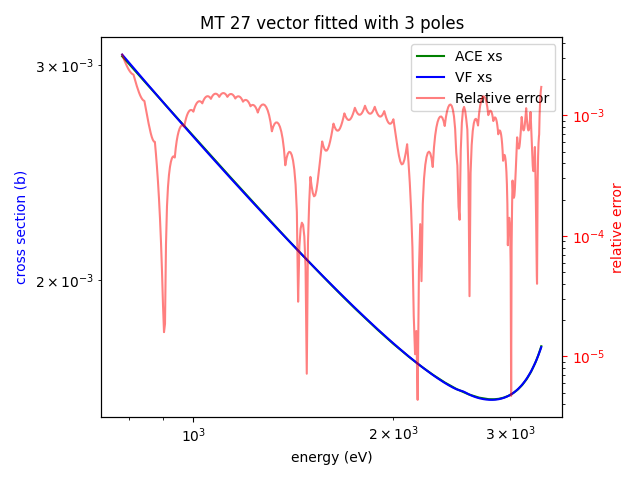 MT 27 vector fitted with 3 poles
ACE xs
VF xs
Relative error
cross section (b)
3 × 10⁻³
2 × 10⁻³
relative error
10⁻³
10⁻⁴
10⁻⁵
10³
2 × 10³
3 × 10³
energy (eV)